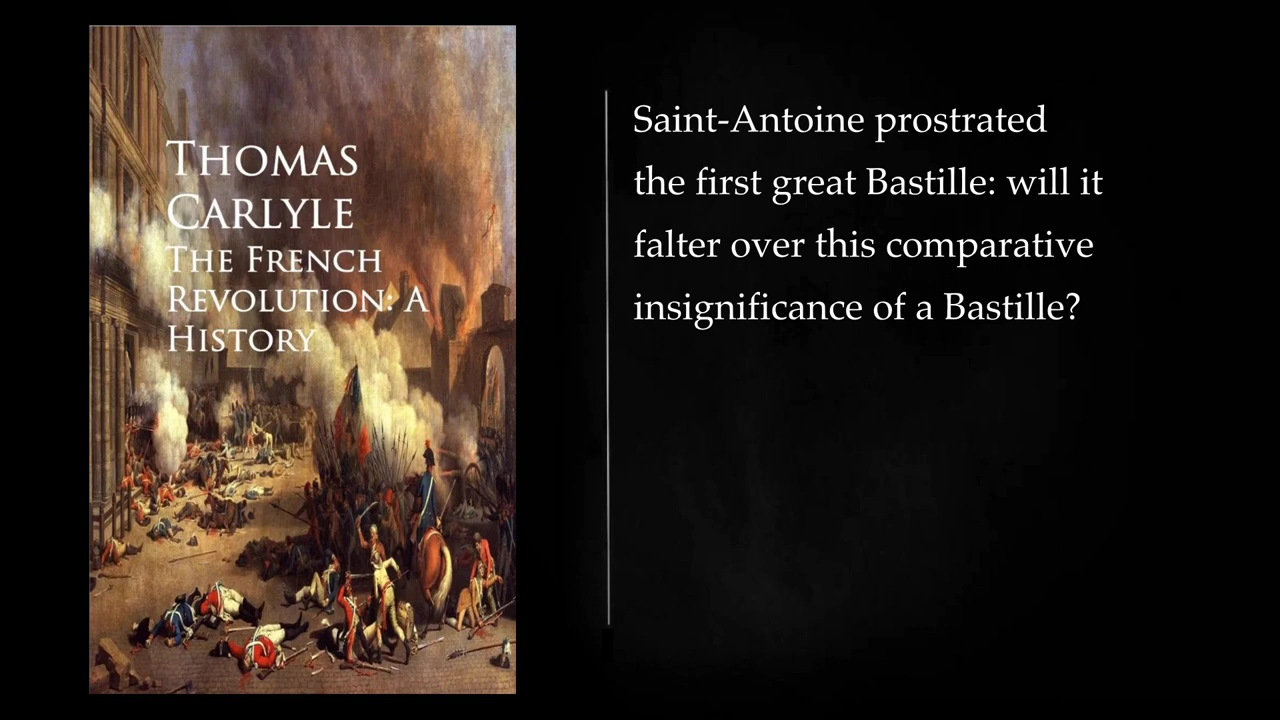 THOMAS
CARLYLE
THE FRENCH
REVOLUTION: A
HISTORY
Saint-Antoine prostrated
the first great Bastille: will it
falter over this comparative
insignificance of a Bastille?